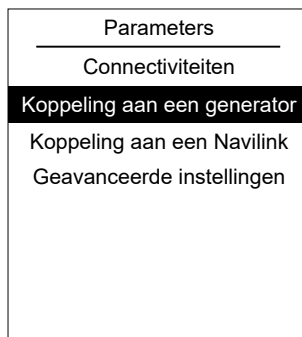 Parameters
Connectiviteiten
Koppeling aan een generator
Koppeling aan een Navilink
Geavanceerde instellingen